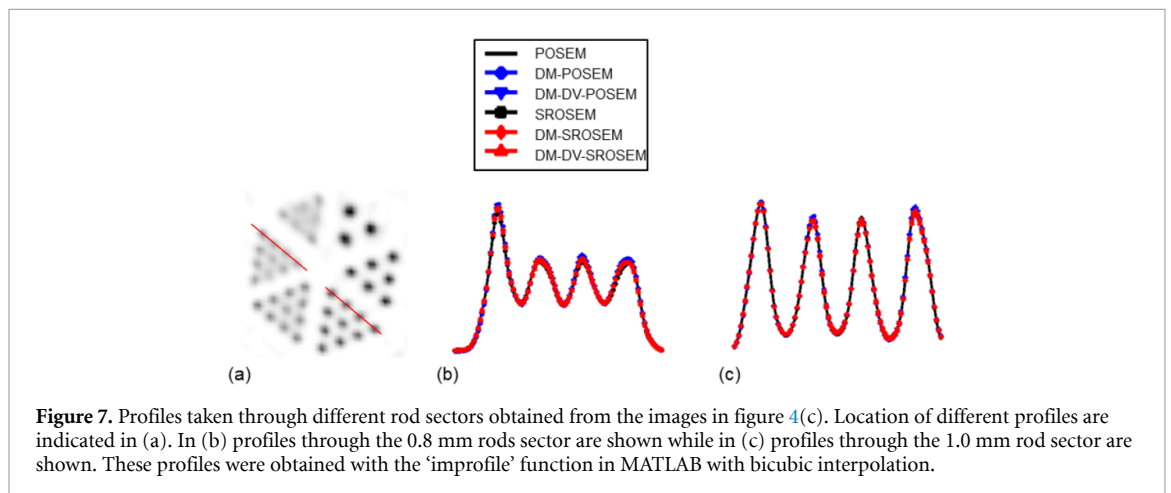 POSEM
DM-POSEM
DM-DV-POSEM
SROSEM
DM-SROSEM
DM-DV-SROSEM
(a)
(b)
(c)
Figure 7. Profiles taken through different rod sectors obtained from the images in figure 4(c). Location of different profiles are
indicated in (a). In (b) profiles through the 0.8 mm rods sector are shown while in (c) profiles through the 1.0 mm rod sector are
shown. These profiles were obtained with the ‘improfile’ function in MATLAB with bicubic interpolation.